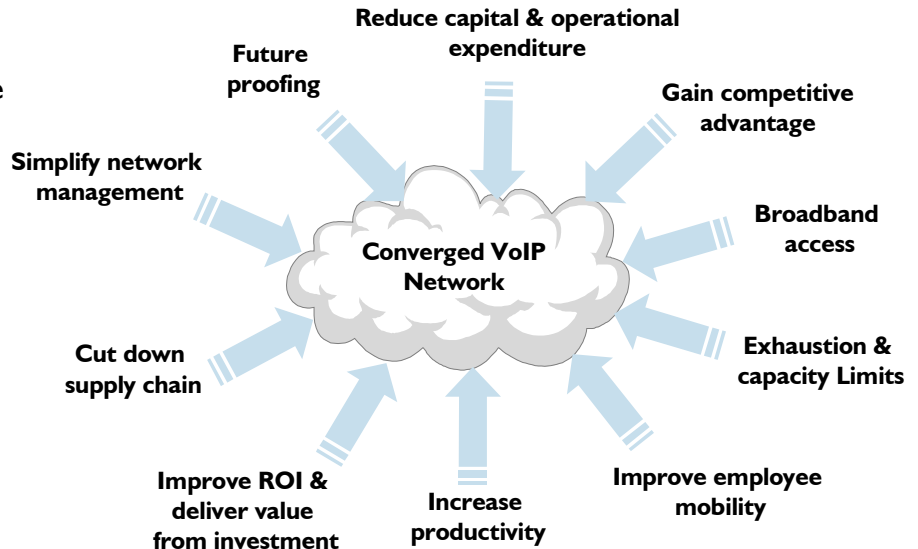 Reduce capital & operational
expenditure
Future
proofing
Gain competitive
advantage
Simplify network
management
Broadband
access
Converged VoIP
Network
Cut down
supply chain
Exhaustion &
capacity Limits
Improve ROI &
deliver value
from investment
Increase
productivity
Improve employee
mobility